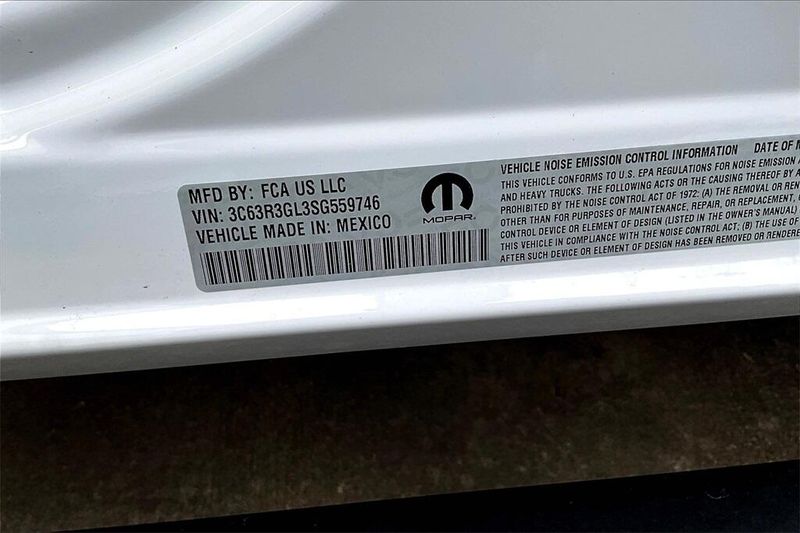 MFD BY: FCA US LLC
VIN: 3C63R3GL3SG559746
VEHICLE MADE IN: MEXICO
MOPAR
VEHICLE NOISE EMISSION CONTROL INFORMATION DATE OF M
THIS VEHICLE CONFORMS TO U.S. EPA REGULATIONS FOR NOISE EMISSION A
AND HEAVY TRUCKS. THE FOLLOWING ACTS OR THE CAUSING THEREOF BY
PROHIBITED BY THE NOISE CONTROL ACT OF 1972: (A) THE REMOVAL OR
OTHER THAN FOR PURPOSES OF MAINTENANCE, REPAIR, OR REPLACEMENT,
CONTROL DEVICE OR ELEMENT OF DESIGN (LISTED IN THE OWNER'S MANUAL)
THIS VEHICLE IN COMPLIANCE WITH THE NOISE CONTROL ACT; (B) THE USE OF
AFTER SUCH DEVICE OR ELEMENT OF DESIGN HAS BEEN REMOVED OR RENDERE